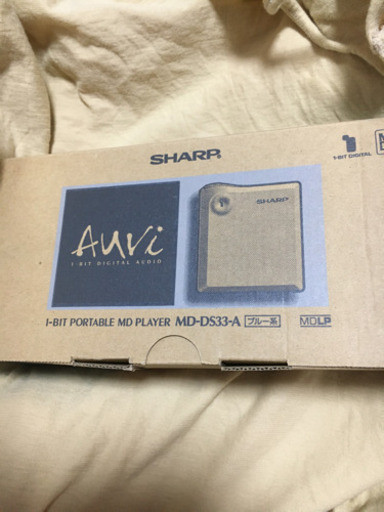 SHARP
1-BIT DIGITAL
SHARP
Auvi
1-BIT DIGITAL AUDIO
1-BIT PORTABLE MD PLAYER MD-DS33-A ブルー系 MDLP